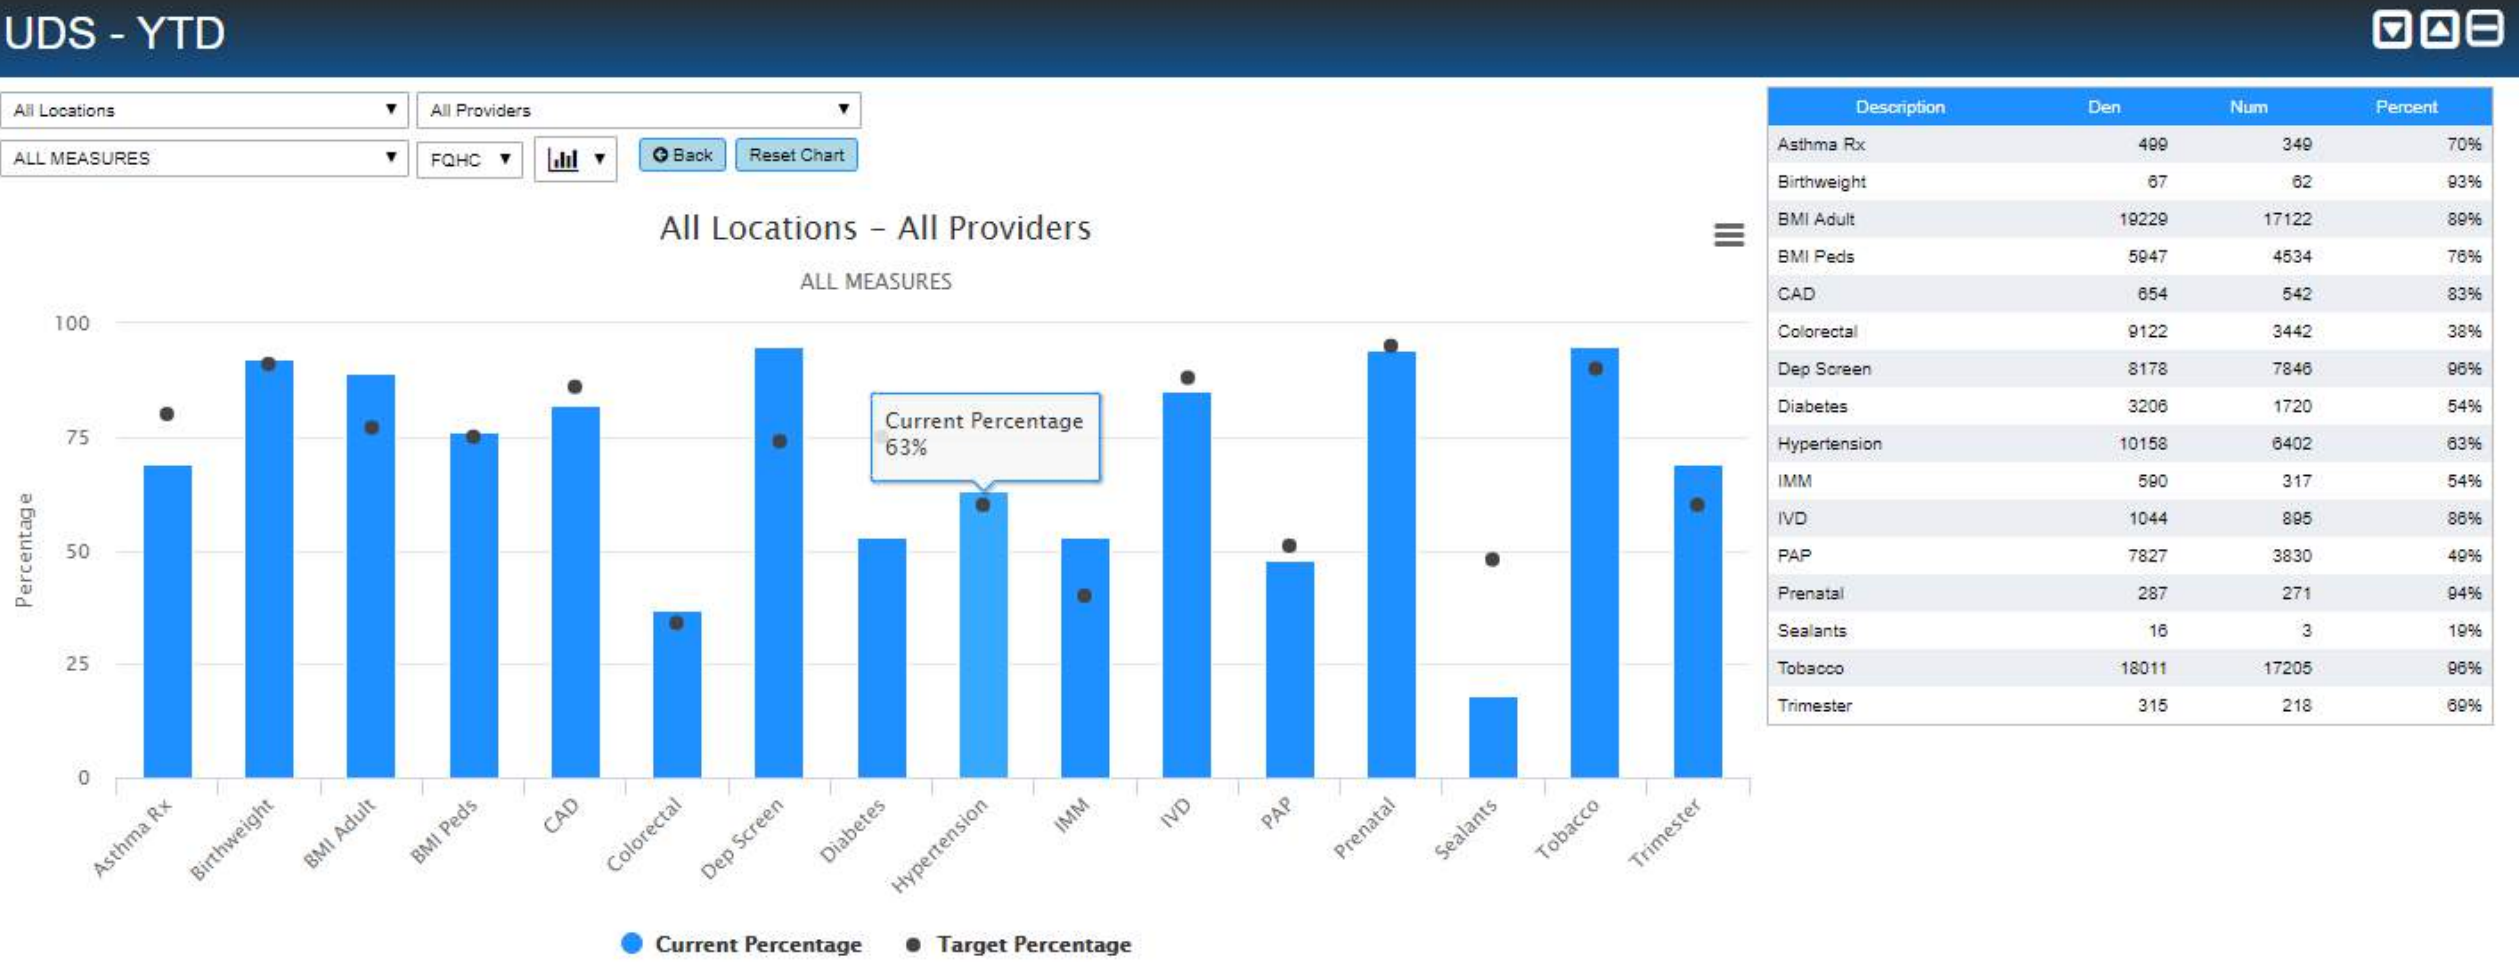 UDS - YTD
All Locations
All Providers
ALL MEASURES
FQHC
Back
Reset Chart
All Locations – All Providers
ALL MEASURES
Percentage
100
75
50
25
0
Current Percentage
63%
Asthma Rx
Birthweight
BMI Adult
BMI Peds
CAD
Colorectal
Dep Screen
Diabetes
Hypertension
IMM
IVD
PAP
Prenatal
Sealants
Tobacco
Trimester
Current Percentage
Target Percentage
Description Den Num Percent
Asthma Rx 499 349 70%
Birthweight 67 62 93%
BMI Adult 19229 17122 89%
BMI Peds 5947 4534 76%
CAD 654 542 83%
Colorectal 9122 3442 38%
Dep Screen 8178 7846 96%
Diabetes 3206 1720 54%
Hypertension 10158 6402 63%
IMM 590 317 54%
IVD 1044 895 86%
PAP 7827 3830 49%
Prenatal 287 271 94%
Sealants 16 3 19%
Tobacco 18011 17205 96%
Trimester 315 218 69%